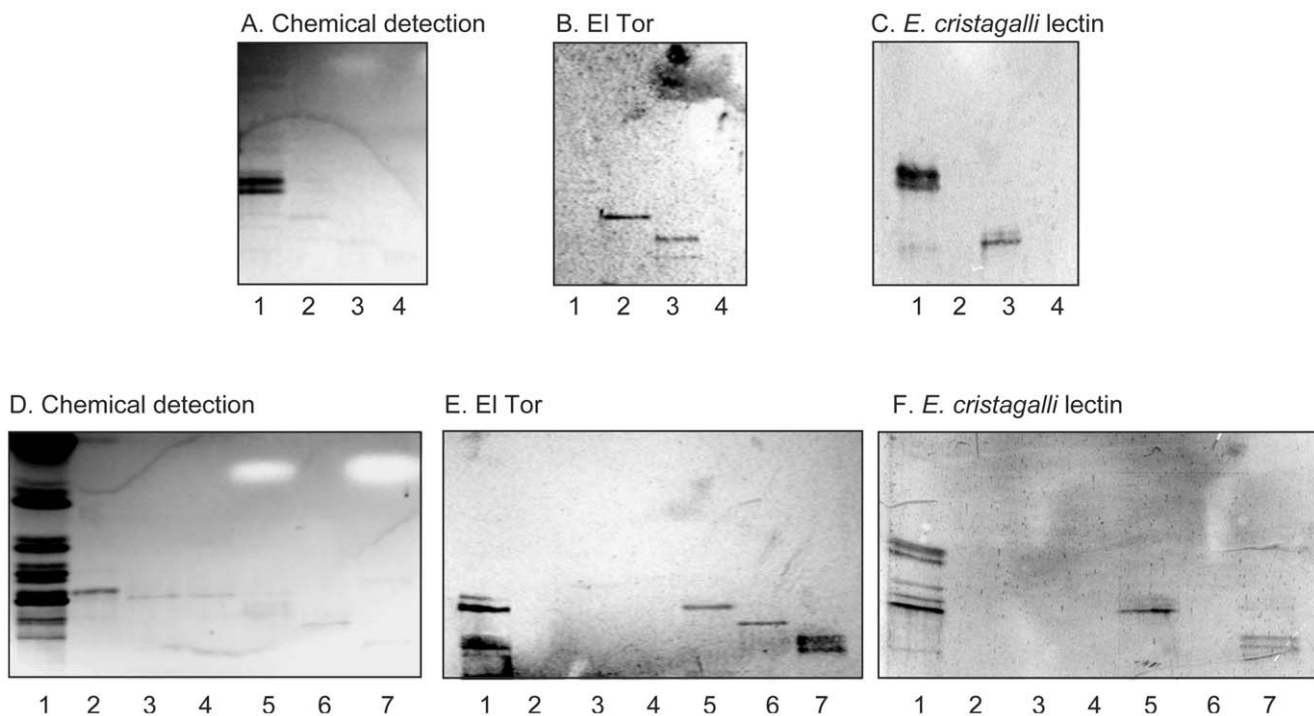 A. Chemical detection
B. El Tor
C. E. cristagalli lectin
1 2 3 4
1 2 3 4
1 2 3 4
D. Chemical detection
E. El Tor
F. E. cristagalli lectin
1 2 3 4 5 6 7
1 2 3 4 5 6 7
1 2 3 4 5 6 7